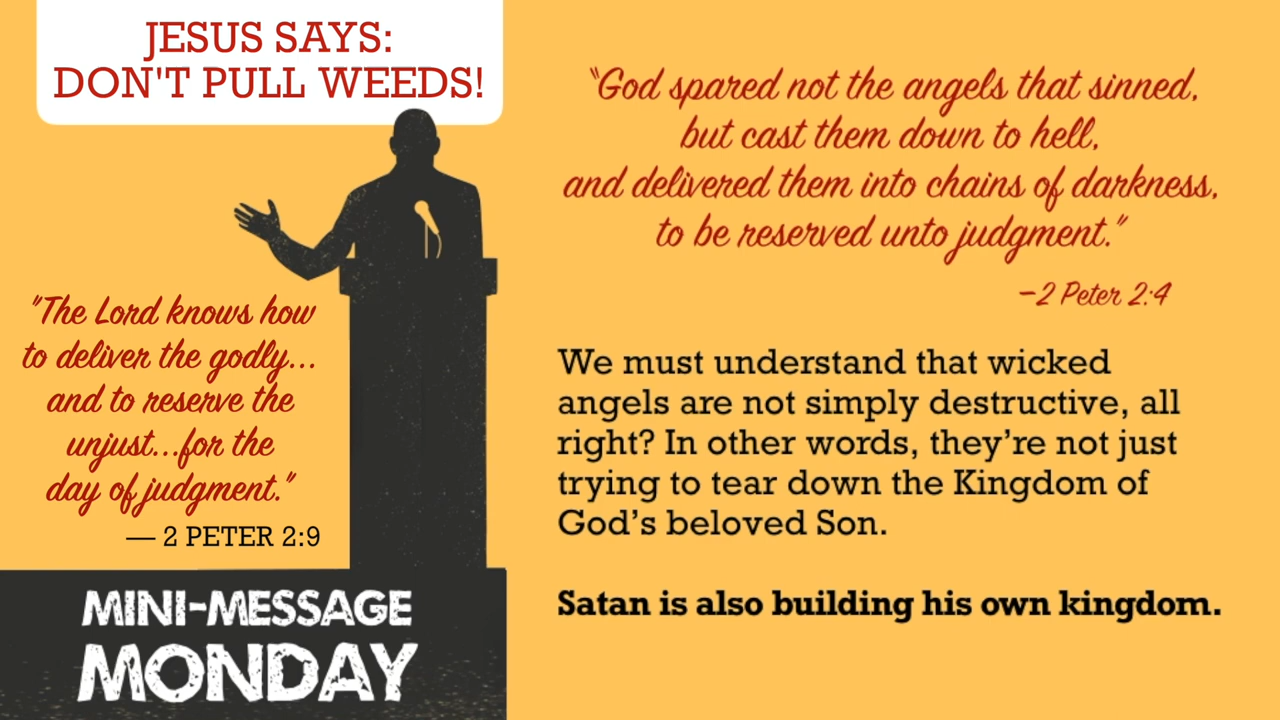 JESUS SAYS:
DON'T PULL WEEDS!
"The Lord knows how
to deliver the godly...
and to reserve the
unjust...for the
day of judgment."
— 2 PETER 2:9
MINI-MESSAGE
MONDAY
"God spared not the angels that sinned,
but cast them down to hell,
and delivered them into chains of darkness,
to be reserved unto judgment."
–2 Peter 2:4
We must understand that wicked
angels are not simply destructive, all
right? In other words, they're not just
trying to tear down the Kingdom of
God's beloved Son.
Satan is also building his own kingdom.